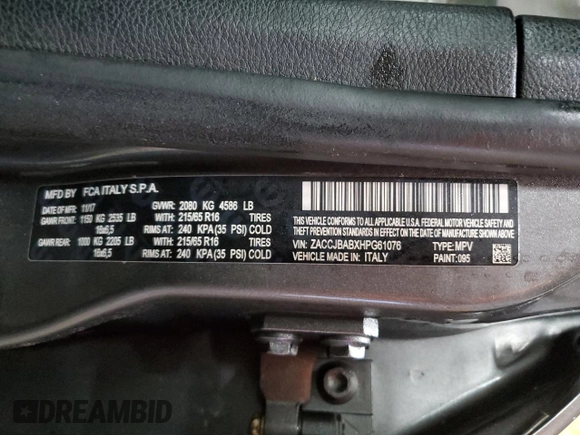 MFD BY FCA ITALY S.P.A.
DATE OF MFR: 11/17 GVWR: 2080 KG 4586 LB
GAWR FRONT: 1150 KG 2535 LB WITH: 215/65 R16 TIRES
16x6,5 RIMS AT: 240 KPA (35 PSI) COLD
GAWR REAR: 1000 KG 2205 LB WITH: 215/65 R16 TIRES
16x6,5 RIMS AT: 240 KPA (35 PSI) COLD
THIS VEHICLE CONFORMS TO ALL APPLICABLE U.S.A. FEDERAL MOTOR VEHICLE SAFETY, BUMPER AND THEFT PREVENTION STANDARDS IN EFFECT ON THE DATE OF MANUFACTURE SHOWN ABOVE
VIN: ZACCJBABXHPG61076 TYPE: MPV
VEHICLE MADE IN: ITALY PAINT: 095
DREAMBID